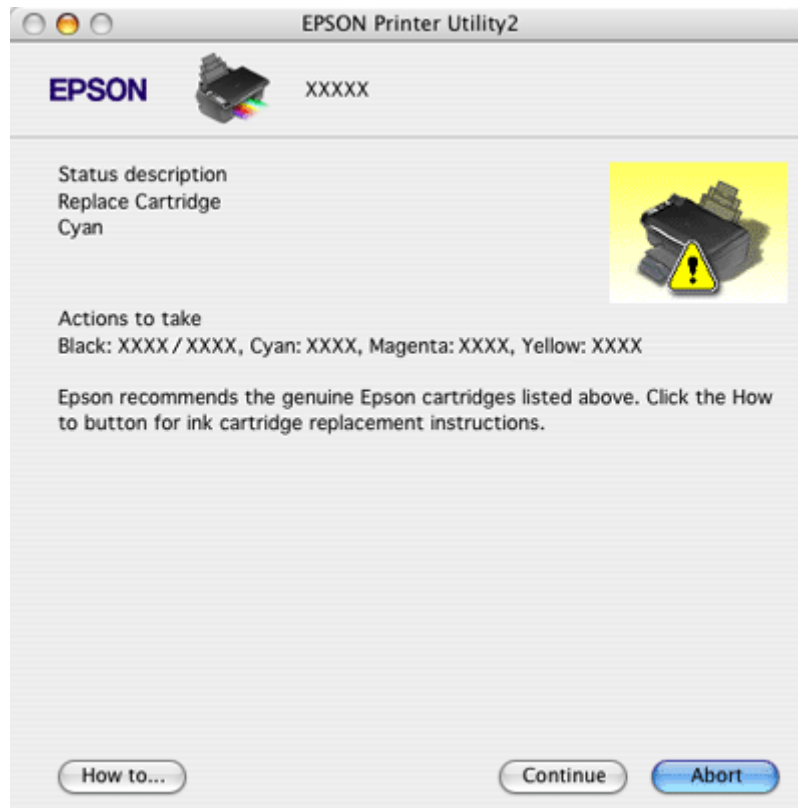 EPSON Printer Utility2
EPSON
XXXXX
Status description
Replace Cartridge
Cyan
Actions to take
Black: XXXX / XXXX, Cyan: XXXX, Magenta: XXXX, Yellow: XXXX
Epson recommends the genuine Epson cartridges listed above. Click the How
to button for ink cartridge replacement instructions.
How to...
Continue
Abort